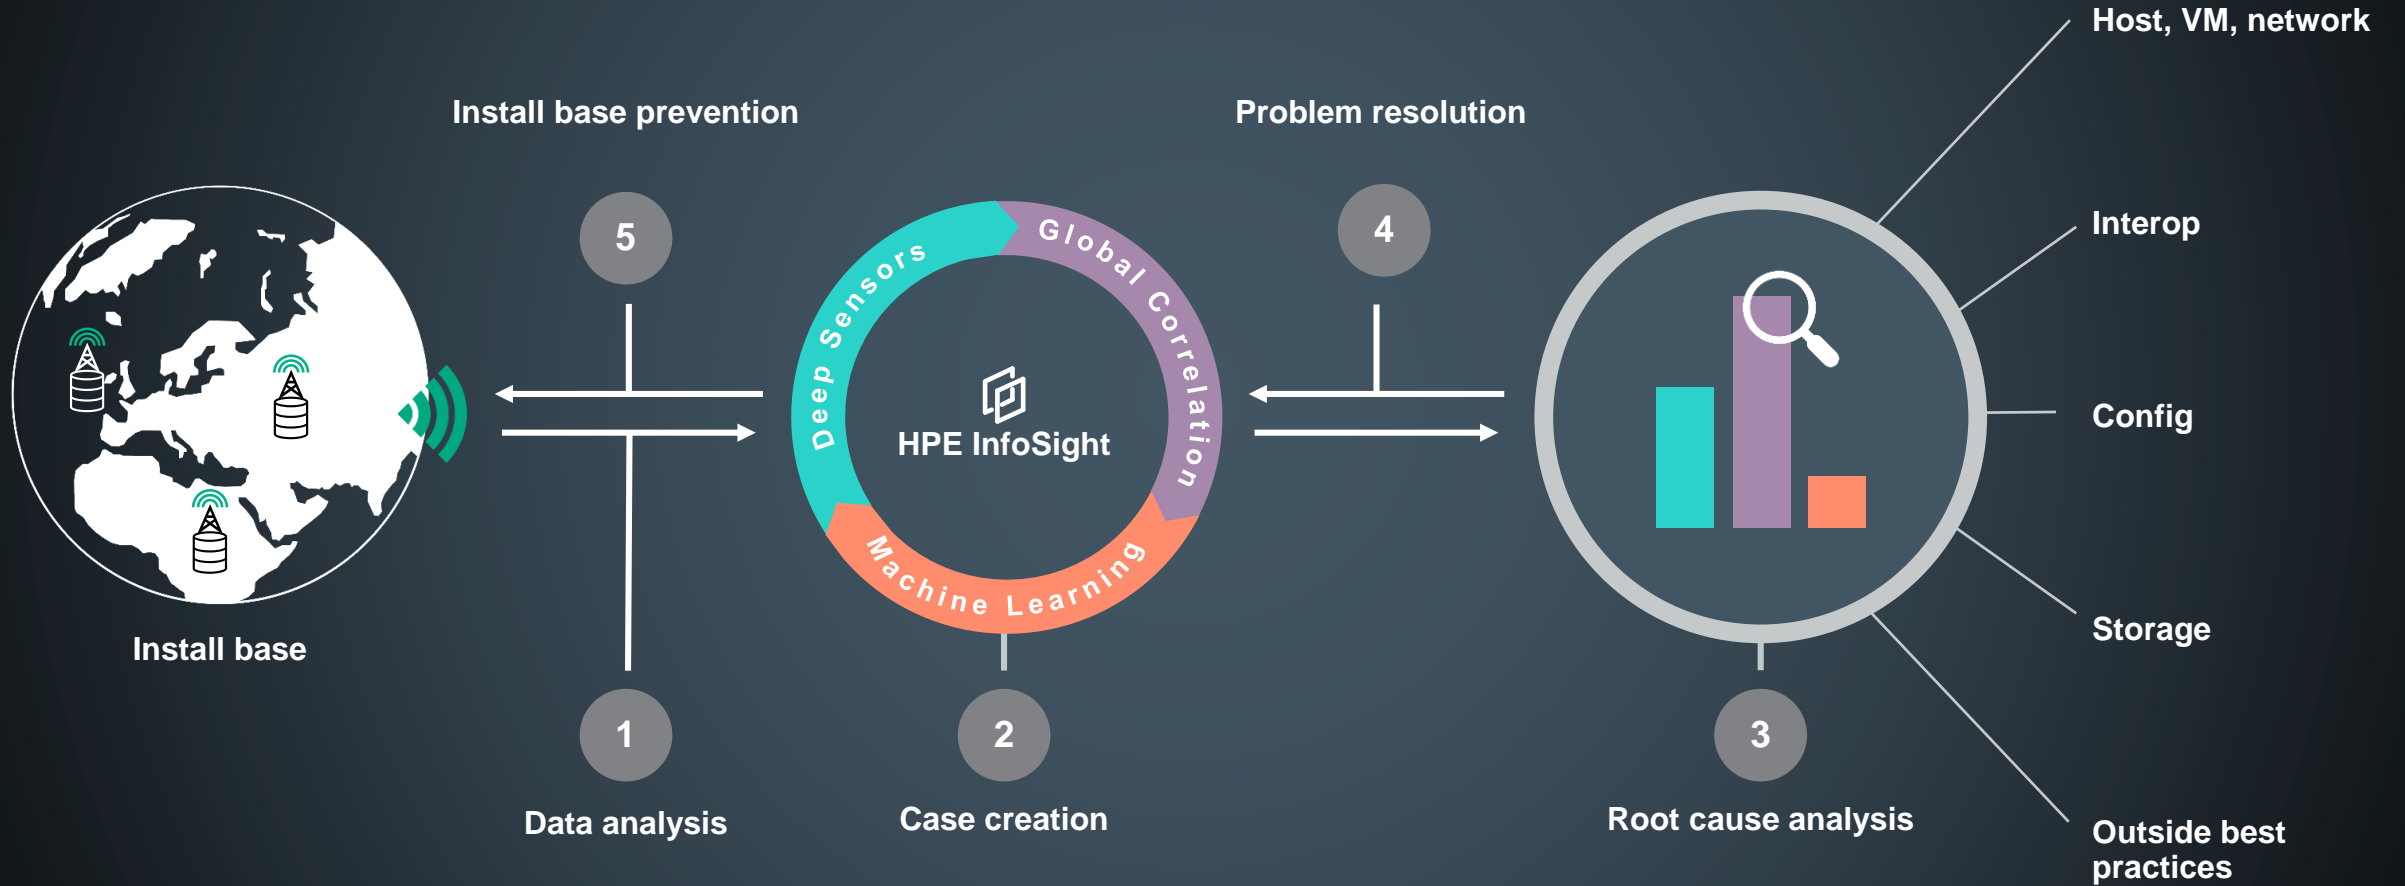 Host, VM, network
Install base prevention
Problem resolution
5
4
Interop
Deep Sensors
Global Correlation
Machine Learning
HPE InfoSight
Config
Install base
Storage
1
2
3
Data analysis
Case creation
Root cause analysis
Outside best
practices